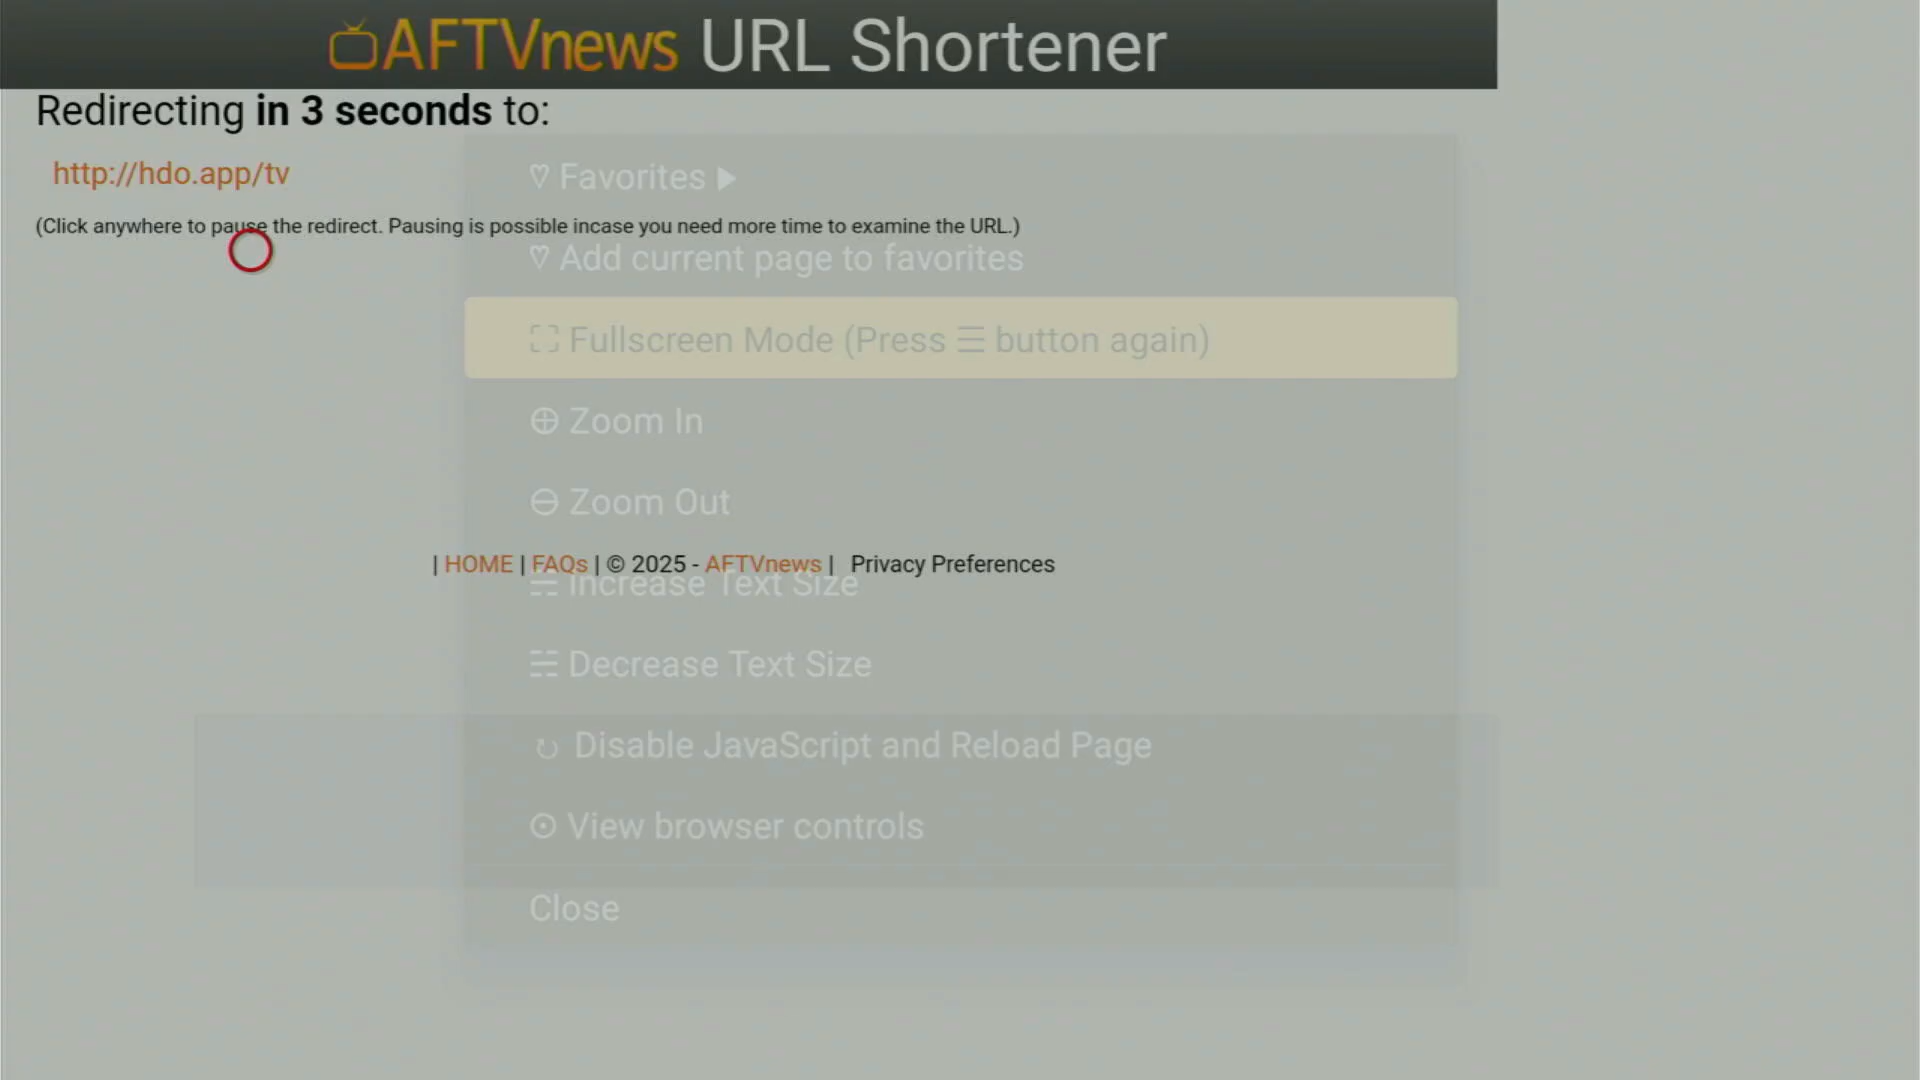 AFTVnews URL Shortener
Redirecting in 3 seconds to:
http://hdo.app/tv
♡ Favorites ▶
(Click anywhere to pause the redirect. Pausing is possible incase you need more time to examine the URL.)
♡ Add current page to favorites
Fullscreen Mode (Press ☰ button again)
⊕ Zoom In
⊖ Zoom Out
| HOME | FAQs | © 2025 - AFTVnews | Privacy Preferences
Increase Text Size
Decrease Text Size
↻ Disable JavaScript and Reload Page
⊙ View browser controls
Close